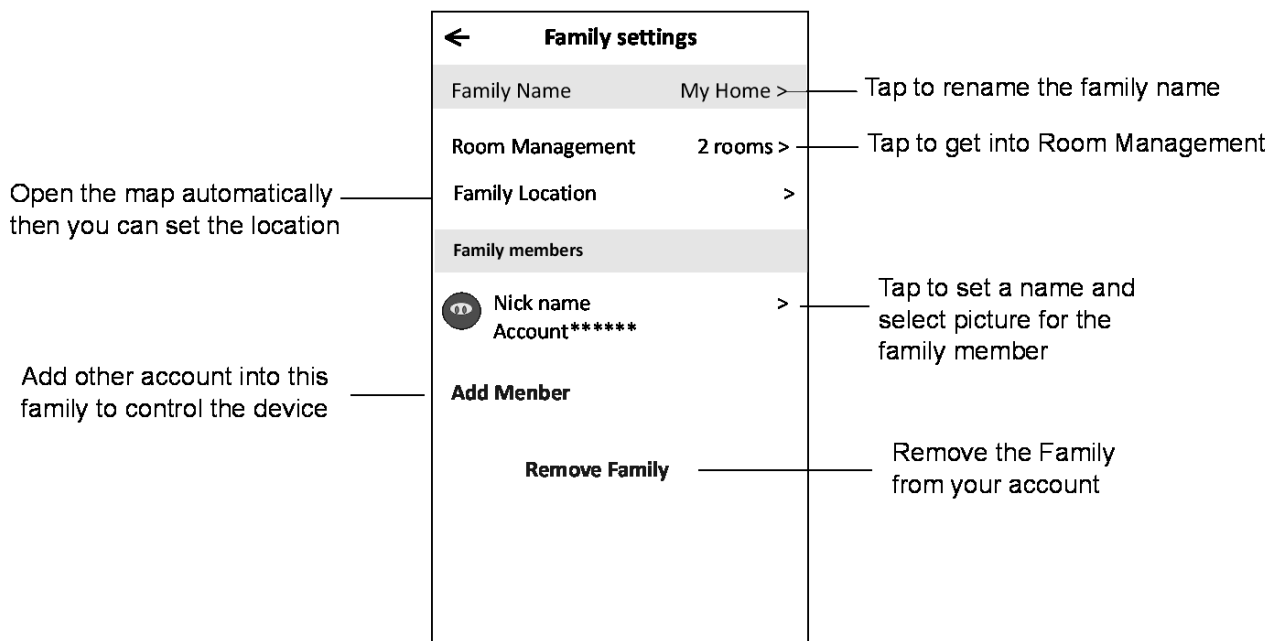 ← Family settings
Family Name My Home >
Tap to rename the family name
Room Management 2 rooms >
Tap to get into Room Management
Open the map automatically
then you can set the location
Family Location >
Family members
Nick name >
Account******
Tap to set a name and
select picture for the
family member
Add other account into this
family to control the device
Add Menber
Remove Family
Remove the Family
from your account